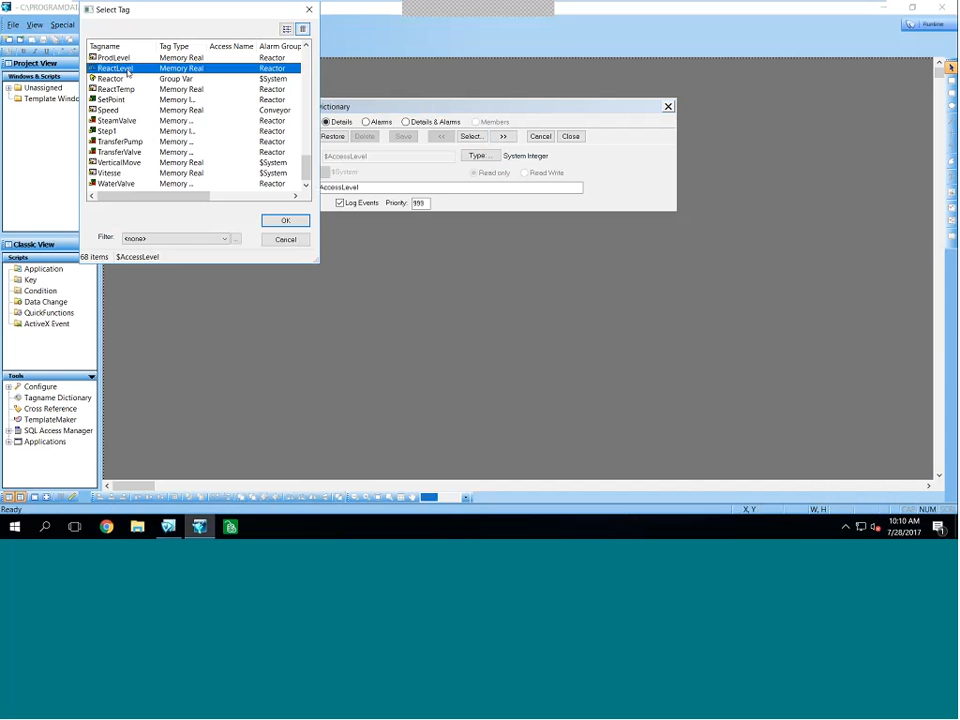 - C:\PROGRAMDATA
Select Tag
File View Special
Runtime
Project View
Windows & Scripts
Unassigned
Template Windo
Tagname Tag Type Access Name Alarm Group
ProdLevel Memory Real Reactor
ReactLevel Memory Real Reactor
Reactor Group Var $System
ReactTemp Memory Real Reactor
SetPoint Memory I... Reactor
Speed Memory Real Conveyor
SteamValve Memory ... Reactor
Step1 Memory I... Reactor
TransferPump Memory ... Reactor
TransferValve Memory ... Reactor
VerticalMove Memory Real $System
Vitesse Memory Real Reactor
WaterValve Memory ... Reactor
OK
Filter: <none> ...
Cancel
68 items $AccessLevel
Dictionary
Details Alarms Details & Alarms Members
Restore Delete Save << Select... >> Cancel Close
$AccessLevel Type: ... System Integer
$System Read only Read Write
AccessLevel
Log Events Priority: 999
Classic View
Scripts
Application
Key
Condition
Data Change
QuickFunctions
ActiveX Event
Tools
Configure
Tagname Dictionary
Cross Reference
TemplateMaker
SQL Access Manager
Applications
Ready X, Y W, H CAP NUM
10:10 AM
7/28/2017